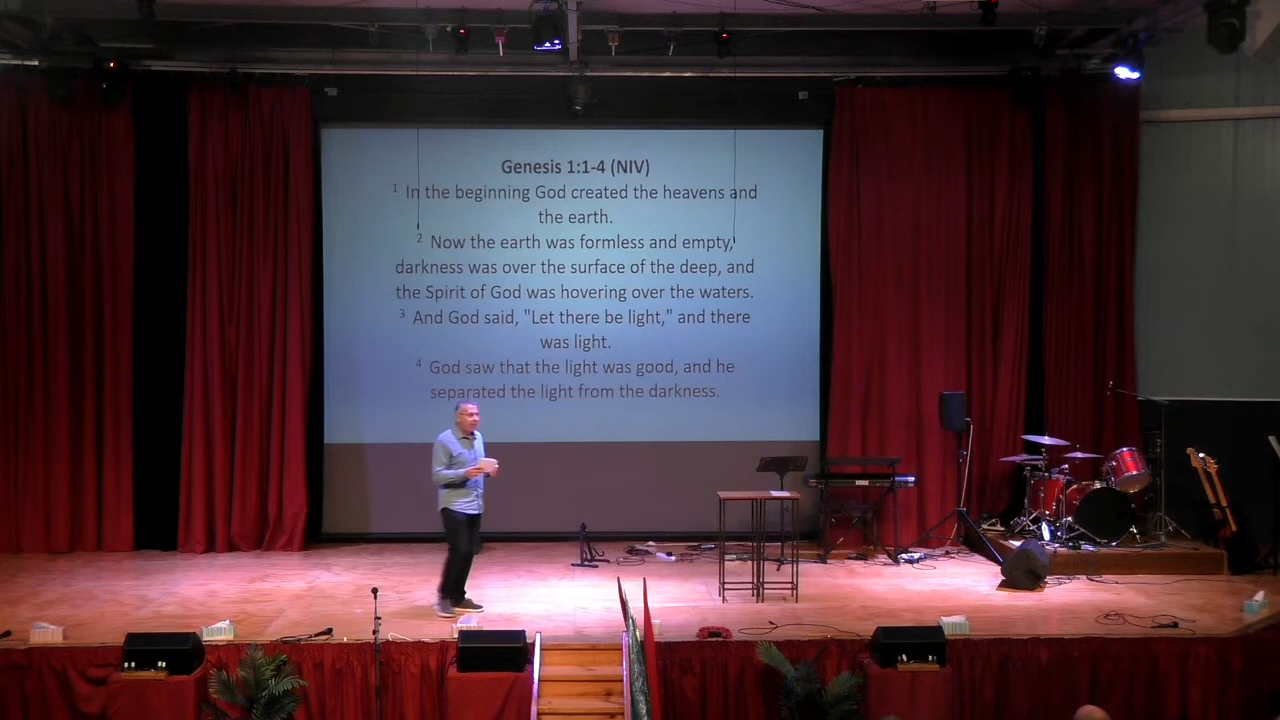 Genesis 1:1-4 (NIV)
1 In the beginning God created the heavens and
the earth.
2 Now the earth was formless and empty,
darkness was over the surface of the deep, and
the Spirit of God was hovering over the waters.
3 And God said, "Let there be light," and there
was light.
4 God saw that the light was good, and he
separated the light from the darkness.
KORG